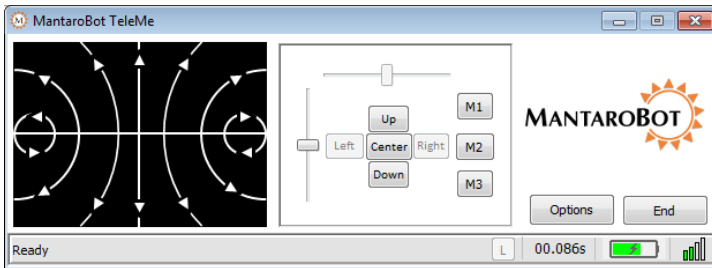 MantaroBot TeleMe
Up
M1
Left Center Right M2
Down
M3
MANTAROBOT
Options End
Ready L 00.086s